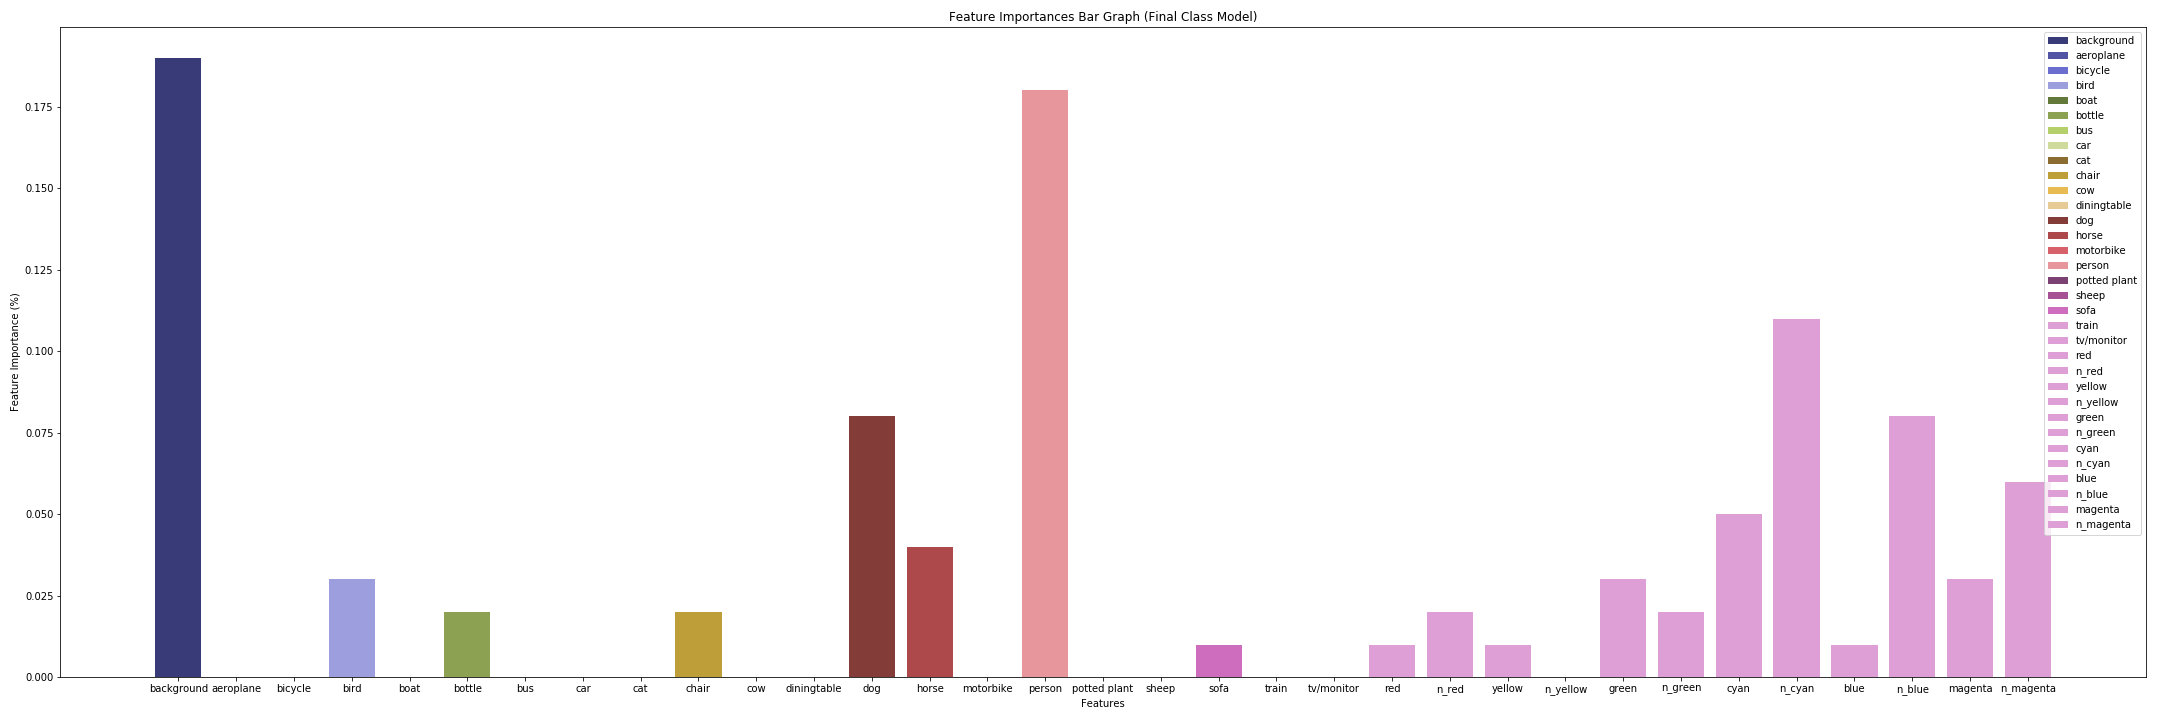 Feature Importances Bar Graph (Final Class Model)
Feature Importance (%)
0.175
0.150
0.125
0.100
0.075
0.050
0.025
0.000
background
aeroplane
bicycle
bird
boat
bottle
bus
car
cat
chair
cow
diningtable
dog
horse
motorbike
person
potted plant
sheep
sofa
train
tv/monitor
red
n_red
yellow
n_yellow
green
n_green
cyan
n_cyan
blue
n_blue
magenta
n_magenta
background aeroplane bicycle bird boat bottle bus car cat chair cow diningtable dog horse motorbike person potted plant sheep sofa train tv/monitor red n_red yellow n_yellow green n_green cyan n_cyan blue n_blue magenta n_magenta
Features